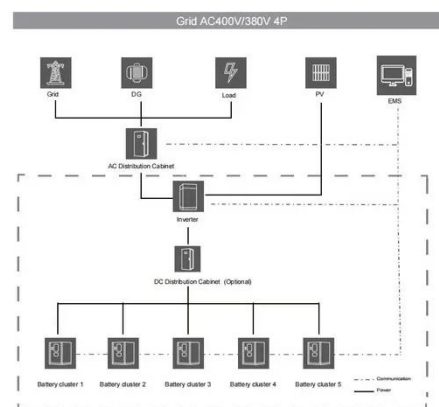 Grid AC400V/380V 4P
Grid DG Load PV EMS
AC Distribution Cabinet
Inverter
DC Distribution Cabinet (Optional)
Battery cluster 1 Battery cluster 2 Battery cluster 3 Battery cluster 4 Battery cluster 5
Communication
Power